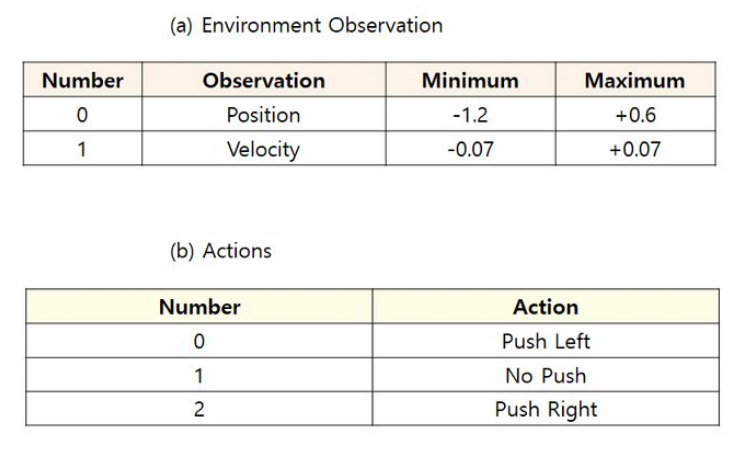 (a) Environment Observation
Number Observation Minimum Maximum
0 Position -1.2 +0.6
1 Velocity -0.07 +0.07
(b) Actions
Number Action
0 Push Left
1 No Push
2 Push Right